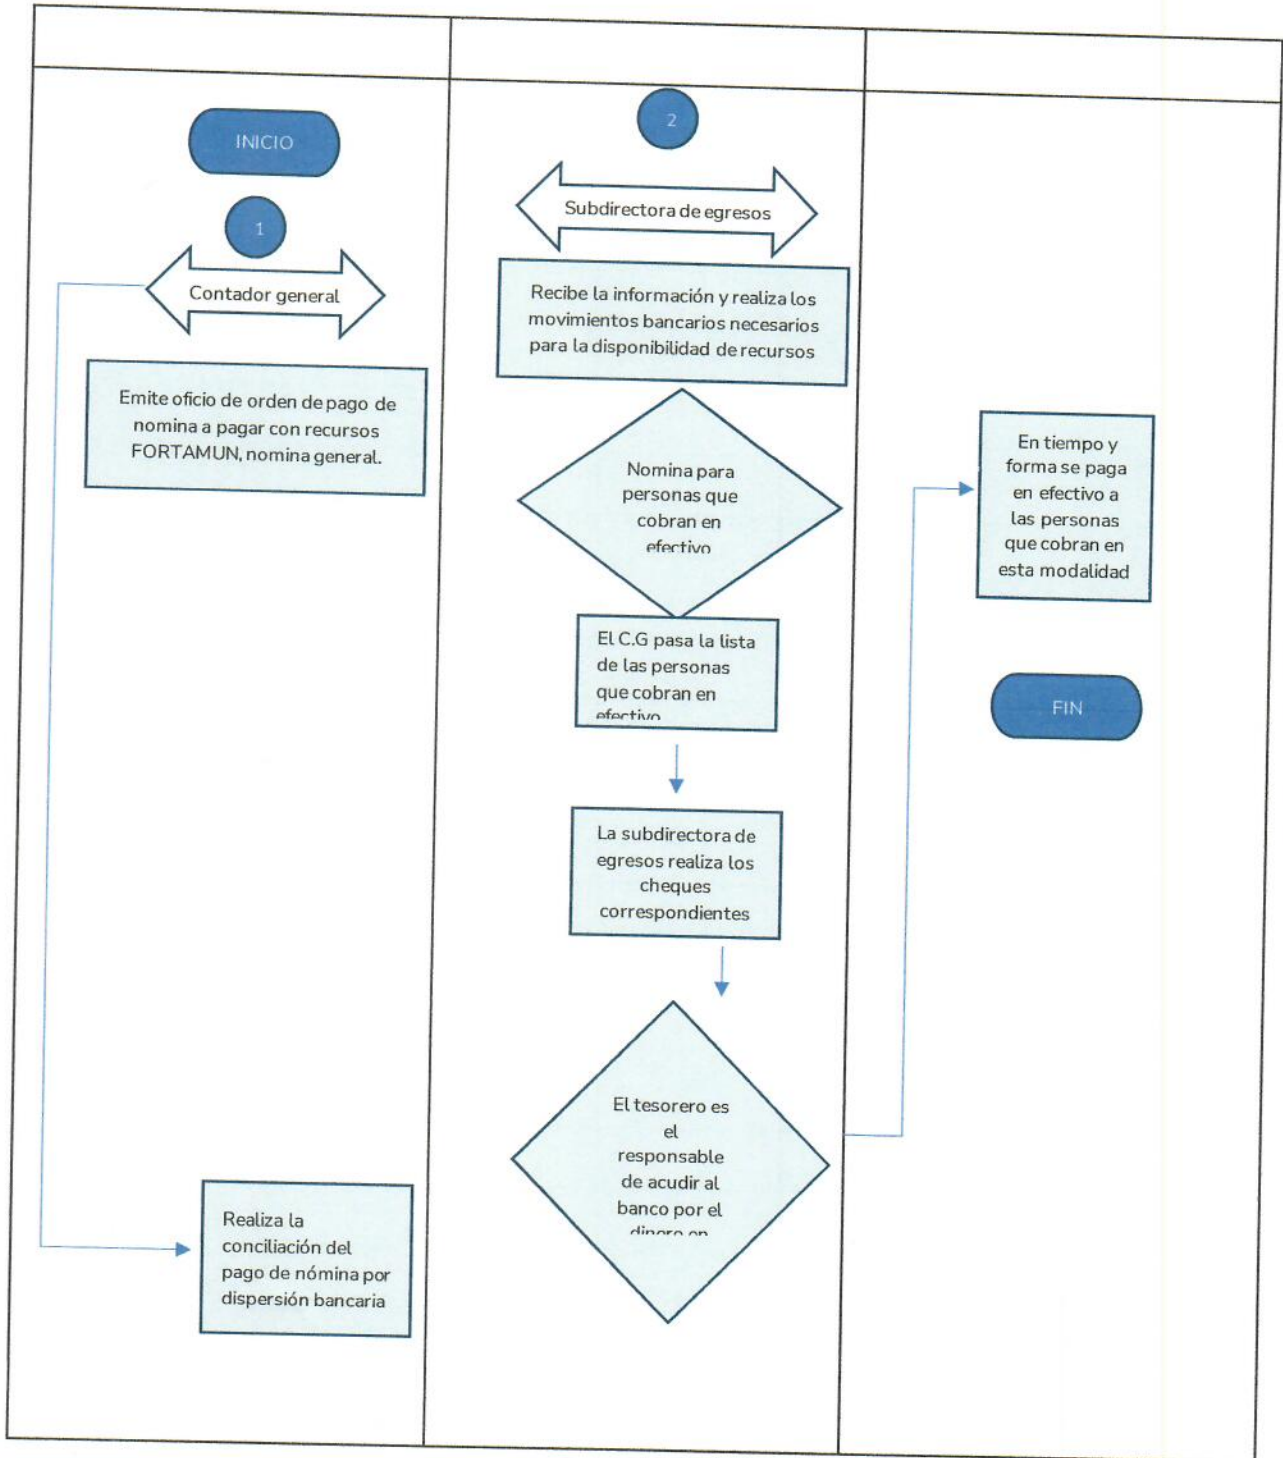 INICIO
1
Contador general
Emite oficio de orden de pago de
nomina a pagar con recursos
FORTAMUN, nomina general.
Realiza la
conciliación del
pago de nómina por
dispersión bancaria
2
Subdirectora de egresos
Recibe la información y realiza los
movimientos bancarios necesarios
para la disponibilidad de recursos
Nomina para
personas que
cobran en
efectivo
El C.G pasa la lista
de las personas
que cobran en
efectivo
La subdirectora de
egresos realiza los
cheques
correspondientes
El tesorero es
el
responsable
de acudir al
banco por el
dinero en
En tiempo y
forma se paga
en efectivo a
las personas
que cobran en
esta modalidad
FIN